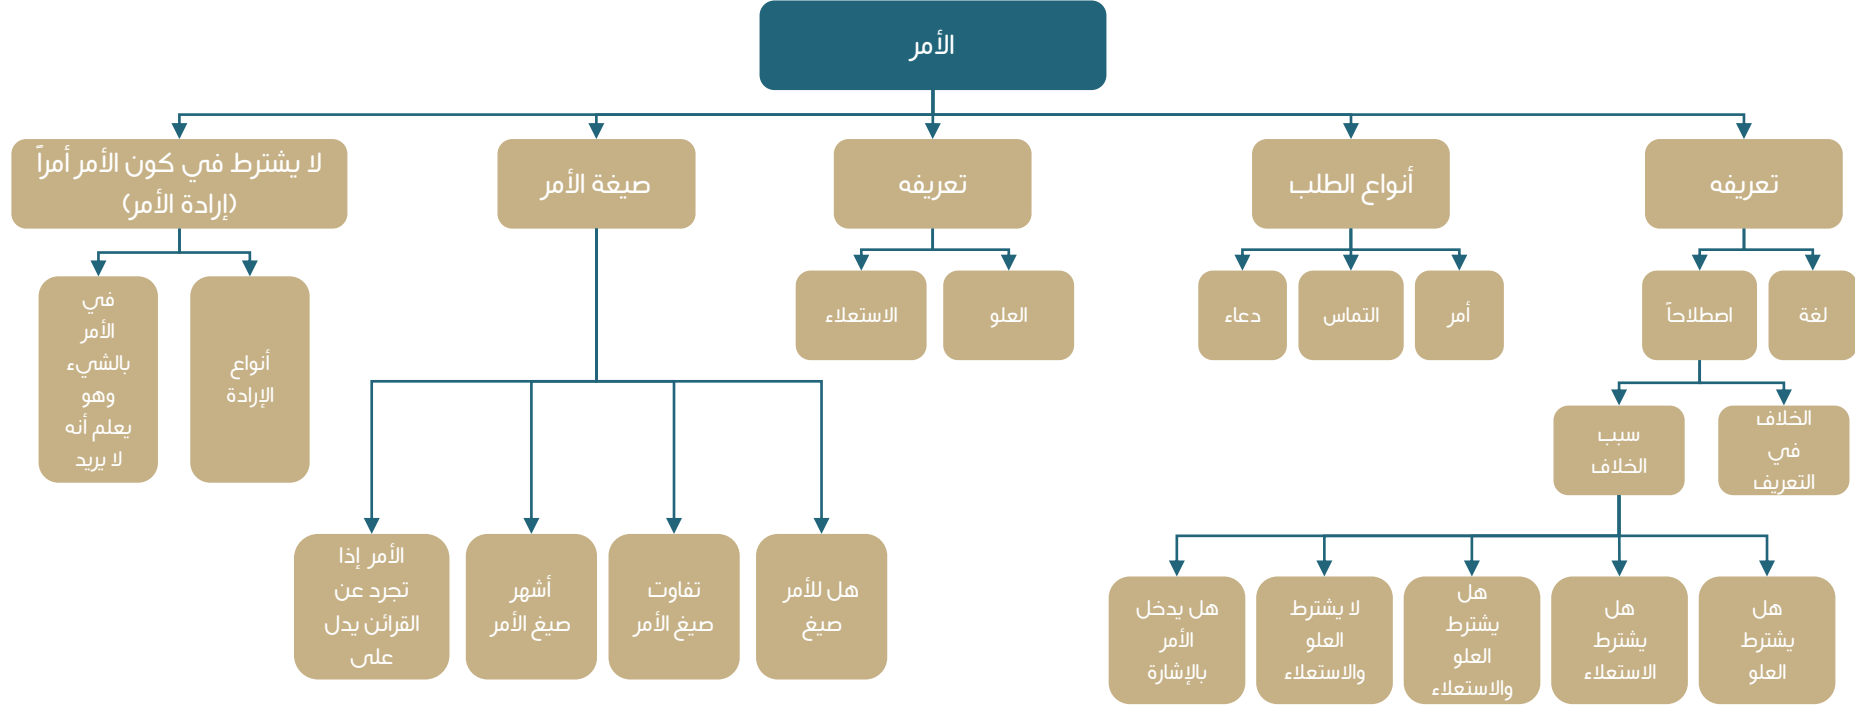 الأمر
تعريفه
أنواع الطلب
تعريفه
صيغة الأمر
لا يشترط في كون الأمر أمراً
(إرادة الأمر)
لغة
اصطلاحاً
أمر
التماس
دعاء
العلو
الاستعلاء
أنواع
الإرادة
في
الأمر
بالشيء
وهو
يعلم أنه
لا يريد
الخلاف
في
التعريف
سبب
الخلاف
هل
يشترط
العلو
هل
يشترط
الاستعلاء
هل
يشترط
العلو
والاستعلاء
لا يشترط
العلو
والاستعلاء
هل يدخل
الأمر
بالإشارة
هل للأمر
صيغ
تفاوت
صيغ الأمر
أشهر
صيغ الأمر
الأمر إذا
تجرد عن
القرائن يدل
على